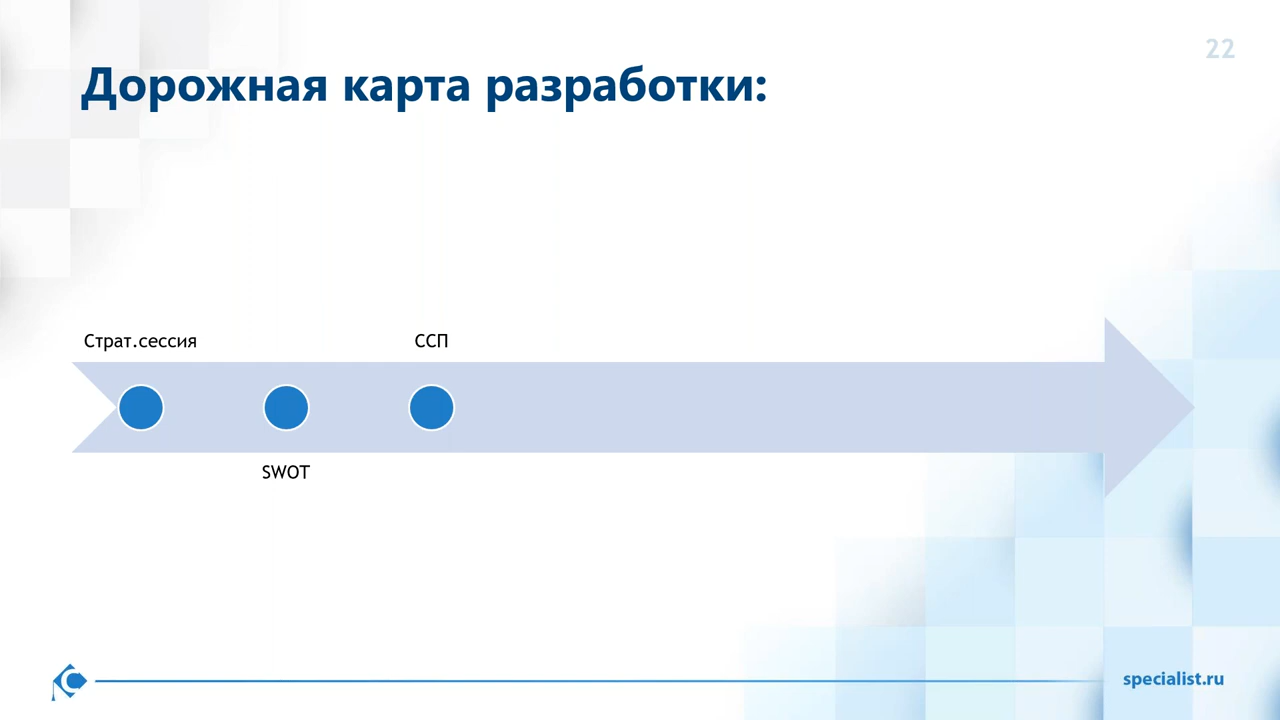 22
Дорожная карта разработки:
Страт.сессия
ССП
SWOT
specialist.ru